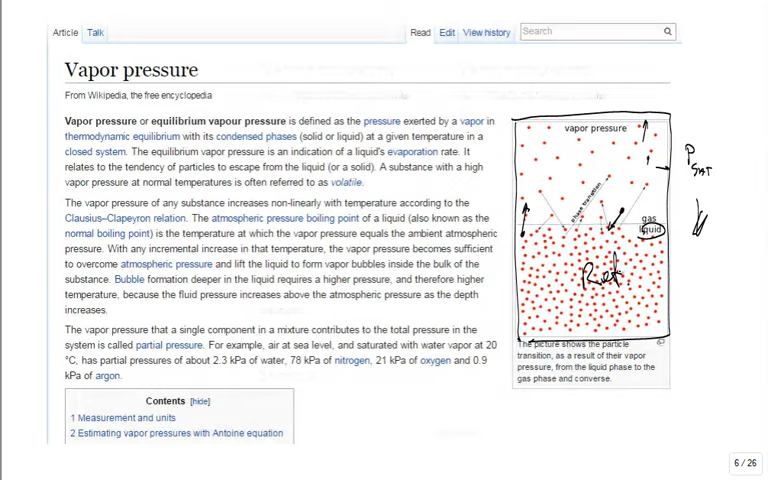 Article Talk Read Edit View history Search
Vapor pressure
From Wikipedia, the free encyclopedia
Vapor pressure or equilibrium vapour pressure is defined as the pressure exerted by a vapor in
thermodynamic equilibrium with its condensed phases (solid or liquid) at a given temperature in a
closed system. The equilibrium vapor pressure is an indication of a liquid's evaporation rate. It
relates to the tendency of particles to escape from the liquid (or a solid). A substance with a high
vapor pressure at normal temperatures is often referred to as volatile.
The vapor pressure of any substance increases non-linearly with temperature according to the
Clausius–Clapeyron relation. The atmospheric pressure boiling point of a liquid (also known as the
normal boiling point) is the temperature at which the vapor pressure equals the ambient atmospheric
pressure. With any incremental increase in that temperature, the vapor pressure becomes sufficient
to overcome atmospheric pressure and lift the liquid to form vapor bubbles inside the bulk of the
substance. Bubble formation deeper in the liquid requires a higher pressure, and therefore higher
temperature, because the fluid pressure increases above the atmospheric pressure as the depth
increases.
The vapor pressure that a single component in a mixture contributes to the total pressure in the
system is called partial pressure. For example, air at sea level, and saturated with water vapor at 20
°C, has partial pressures of about 2.3 kPa of water, 78 kPa of nitrogen, 21 kPa of oxygen and 0.9
kPa of argon.
Contents [hide]
1 Measurement and units
2 Estimating vapor pressures with Antoine equation
vapor pressure
phase transition
gas
liquid
P SAT
The picture shows the particle
transition, as a result of their vapor
pressure, from the liquid phase to the
gas phase and converse.
6 / 26